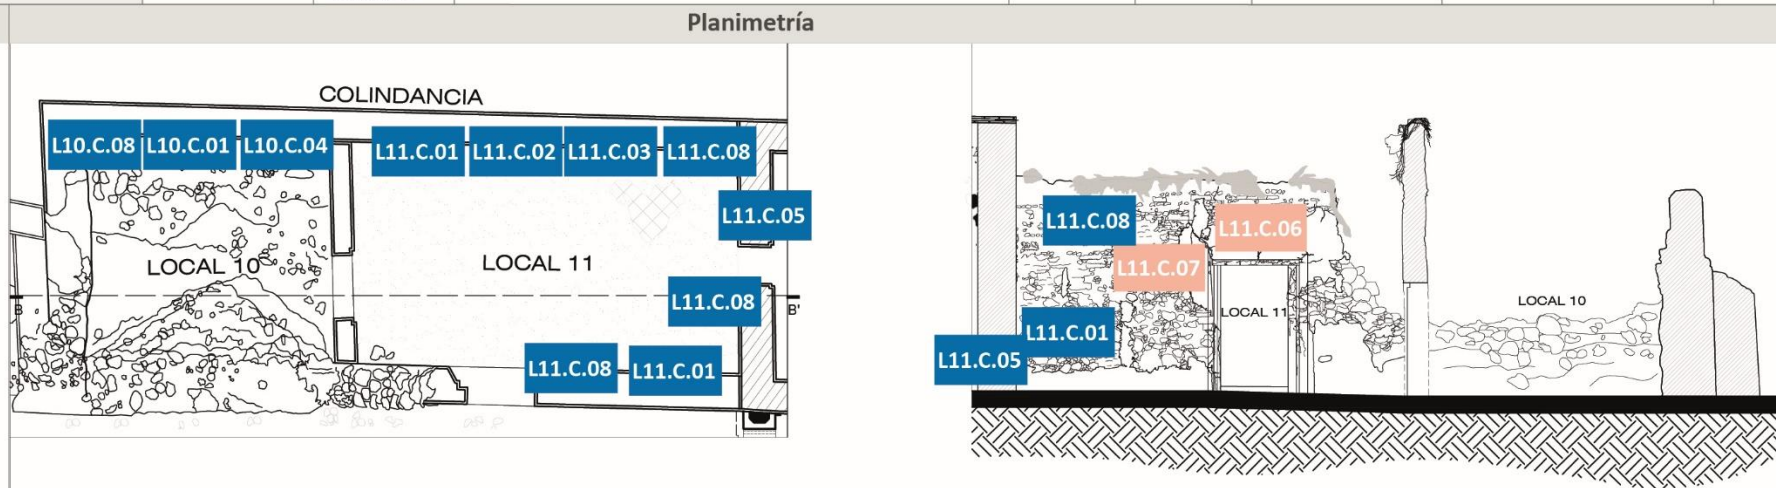 Planimetría
COLINDANCIA
L10.C.08 L10.C.01 L10.C.04 L11.C.01 L11.C.02 L11.C.03 L11.C.08
L11.C.05
LOCAL 10 LOCAL 11
L11.C.08
B B'
L11.C.08 L11.C.01
L11.C.08 L11.C.06
L11.C.07
LOCAL 11 LOCAL 10
L11.C.01
L11.C.05